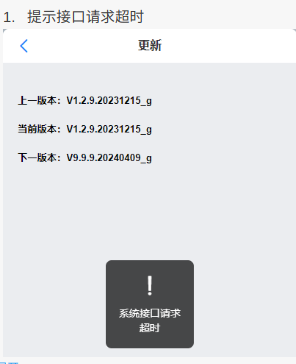 1. 提示接口请求超时
更新
上一版本：V1.2.9.20231215_g
当前版本：V1.2.9.20231215_g
下一版本：V9.9.9.20240409_g
系统接口请求
超时